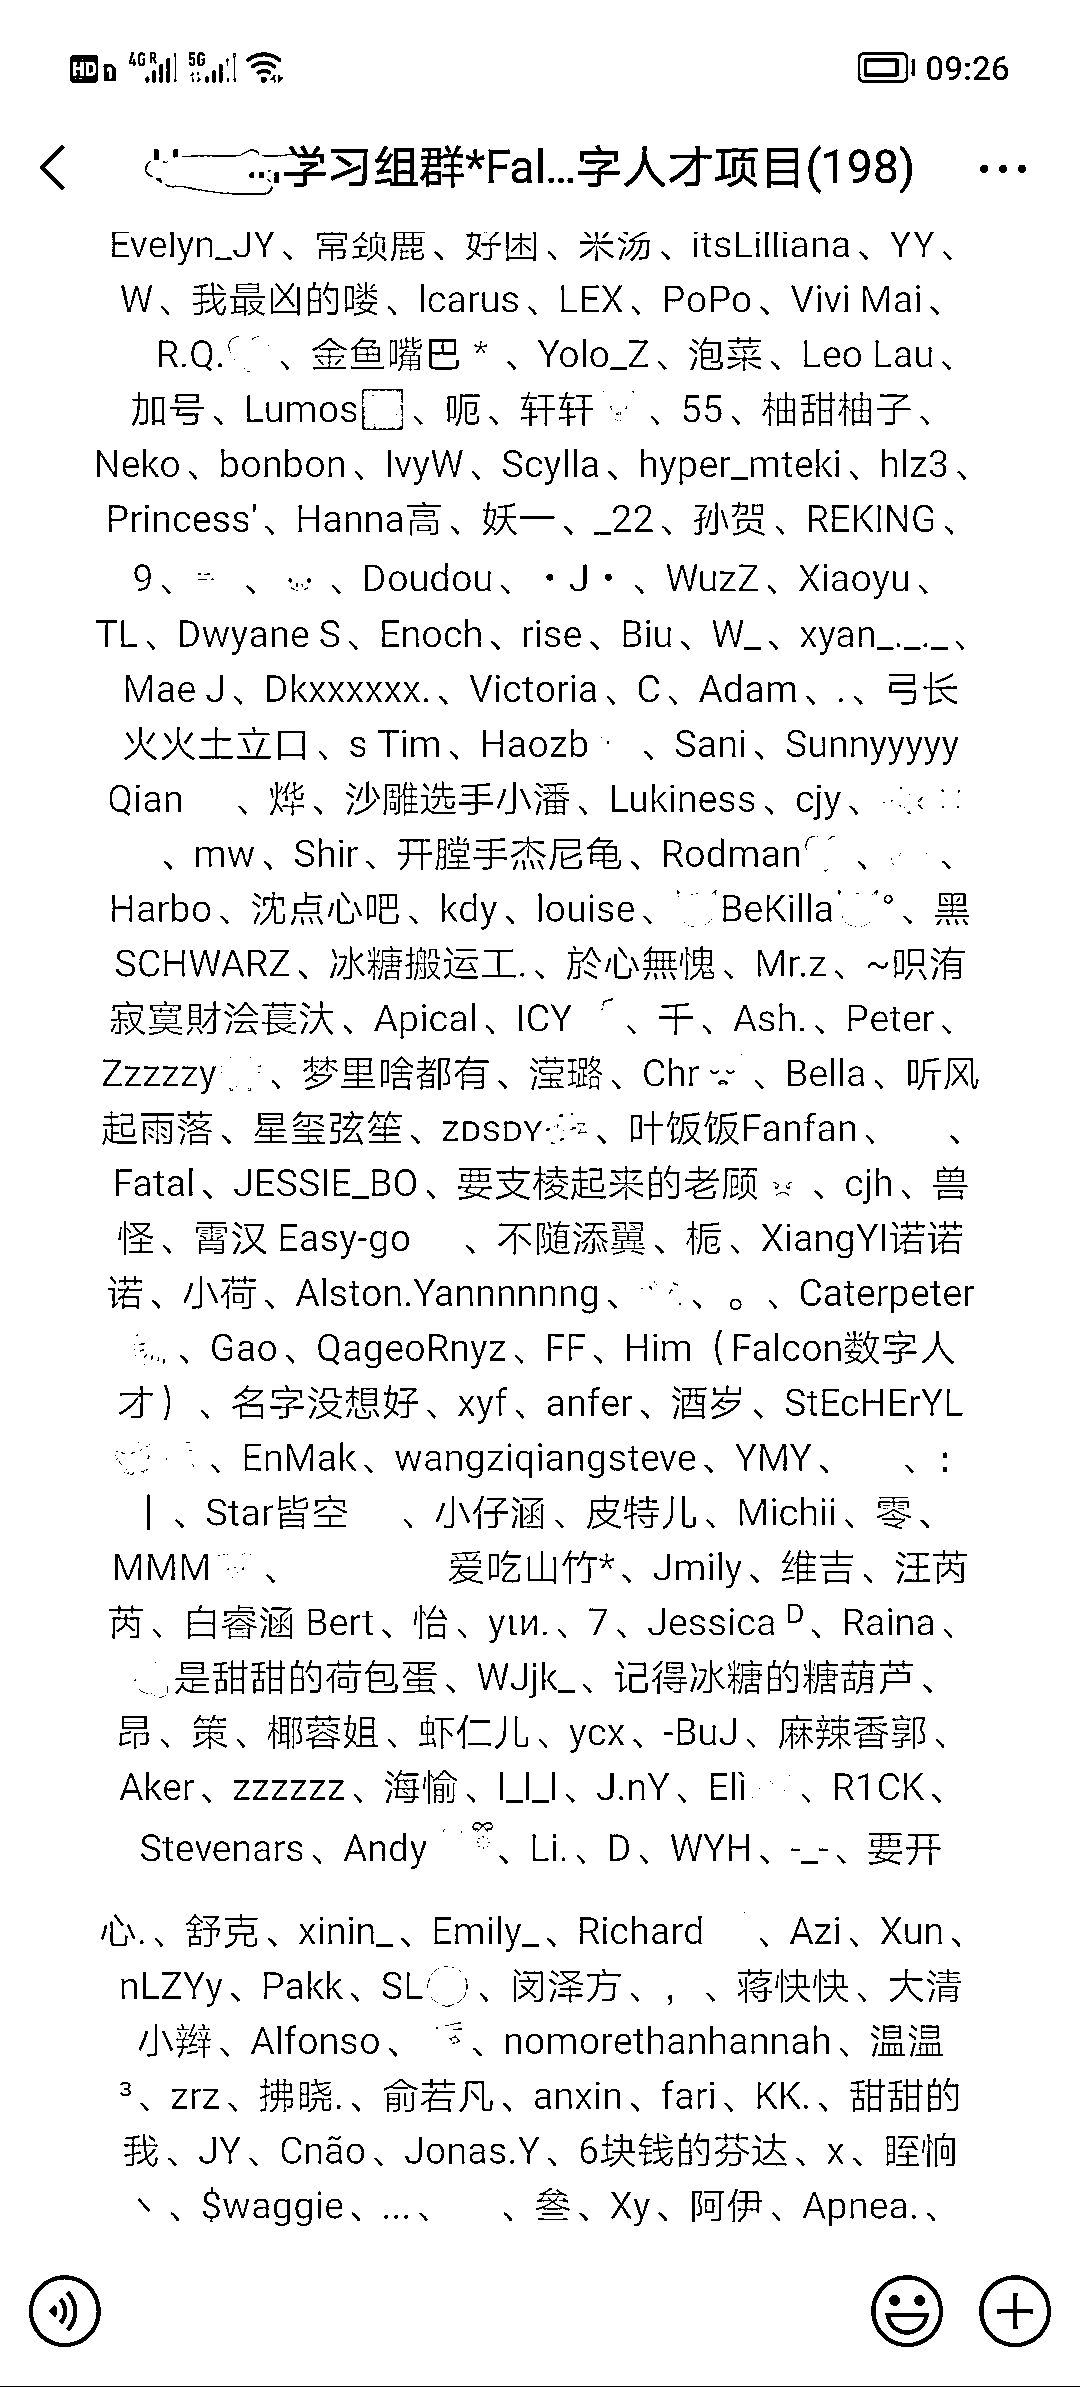 HD 4G R 5G 09:26
学习组群*Fal...字人才项目(198)
Evelyn_JY、常颏鹿、好困、米汤、itsLilliana、YY、
W、我最凶的喽、Icarus、LEX、PoPo、Vivi Mai、
R.Q. 、金鱼嘴巴 * 、Yolo_Z、泡菜、Leo Lau、
加号、Lumos 、呃、轩轩 、55、柚甜柚子、
Neko、bonbon、IvyW、Scylla、hyper_mteki、hlz3、
Princess'、Hanna高、妖一、_22、孙贺、REKING、
9、 、 、Doudou、・J・、WuzZ、Xiaoyu、
TL、Dwyane S、Enoch、rise、Biu、W_、xyan_._._、
Mae J、Dkxxxxxx.、Victoria、C、Adam、.、弓长
火火土立口、s Tim、Haozb 、Sani、Sunnyyyyy
Qian 、烨、沙雕选手小潘、Lukiness、cjy、
、mw、Shir、开膛手杰尼龟、Rodman 、 、
Harbo、沈点心吧、kdy、louise、 BeKilla °、黑
SCHWARZ、冰糖搬运工.、於心無愧、Mr.z、~呮洧
寂寞財浍萇汏、Apical、ICY 、千、Ash.、Peter、
Zzzzzy 、梦里啥都有、滢璐、Chr 、Bella、听风
起雨落、星玺弦笙、ZDSDY 、叶饭饭Fanfan、 、
Fatal、JESSIE_BO、要支棱起来的老顾 、cjh、兽
怪、霄汉 Easy-go 、不随添翼、栀、XiangYl诺诺
诺、小荷、Alston.Yannnnnng、 、。、Caterpeter
、Gao、QageoRnyz、FF、Him（Falcon数字人
才）、名字没想好、xyf、anfer、酒岁、StEcHErYL
、EnMak、wangziqiangsteve、YMY、 、:
|、Star皆空 、小仔涵、皮特儿、Michii、零、
MMM 、 爱吃山竹*、Jmily、维吉、汪芮
芮、白睿涵 Bert、怡、yιи.、7、Jessica ᴰ、Raina、
是甜甜的荷包蛋、WJjk_、记得冰糖的糖葫芦、
昂、策、椰蓉姐、虾仁儿、ycx、-BuJ、麻辣香郭、
Aker、zzzzzz、海愉、l_l_l、J.nY、Elì 、R1CK、
Stevenars、Andy 、Li.、D、WYH、-_-、要开
心.、舒克、xinin_、Emily_、Richard 、Azi、Xun、
nLZYy、Pakk、SL 、闵泽方、，、蒋快快、大清
小辫、Alfonso、 、nomorethanhannah、温温
³、zrz、拂晓.、俞若凡、anxin、fari、KK.、甜甜的
我、JY、Cnão、Jonas.Y、6块钱的芬达、x、眰恦
丶、$waggie、...、 、叄、Xy、阿伊、Apnea.、